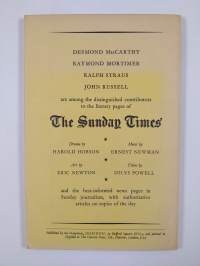 DESMOND MacCARTHY
RAYMOND MORTIMER
RALPH STRAUS
JOHN RUSSELL
are among the distinguished contributors
to the literary pages of
The Sunday Times
Drama by
HAROLD HOBSON
Music by
ERNEST NEWMAN
Art by
ERIC NEWTON
Films by
DILYS POWELL
and the best-informed news pages in
Sunday journalism, with authoritative
articles on topics of the day